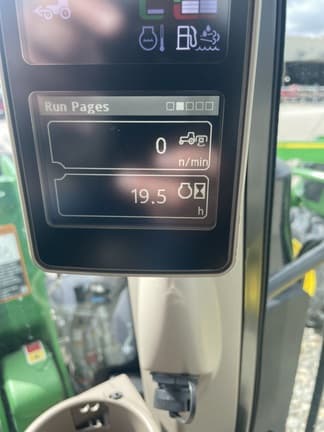 Run Pages
0
n/min
19.5
h